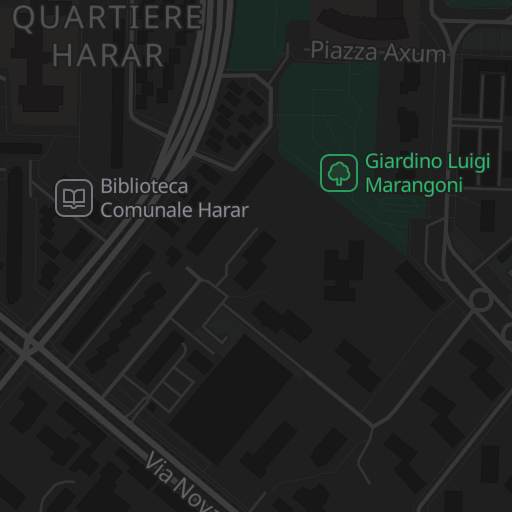 QUARTIERE
HARAR
Piazza Axum
Giardino Luigi
Marangoni
Biblioteca
Comunale Harar
Via Nova